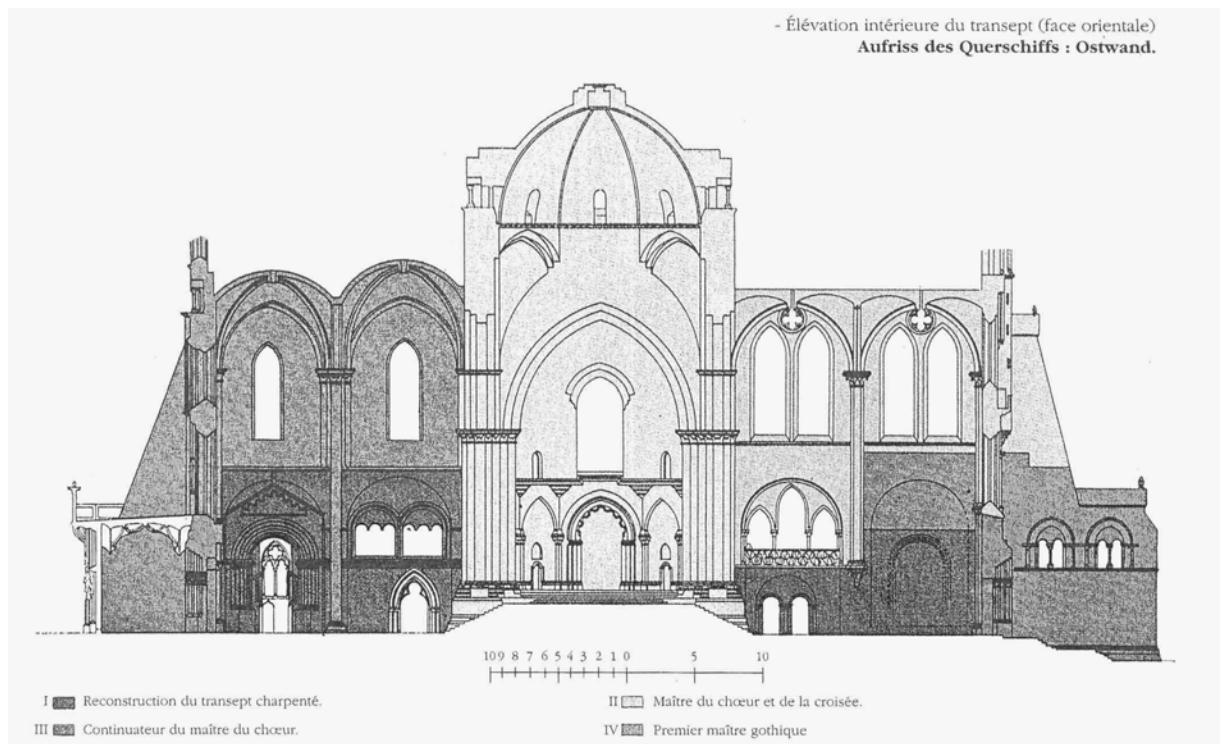 - Élévation intérieure du transept (face orientale)
Aufriss des Querschiffs : Ostwand.
10 9 8 7 6 5 4 3 2 1 0 5 10
I Reconstruction du transept charpenté.
II Maître du chœur et de la croisée.
III Continuateur du maître du chœur.
IV Premier maître gothique